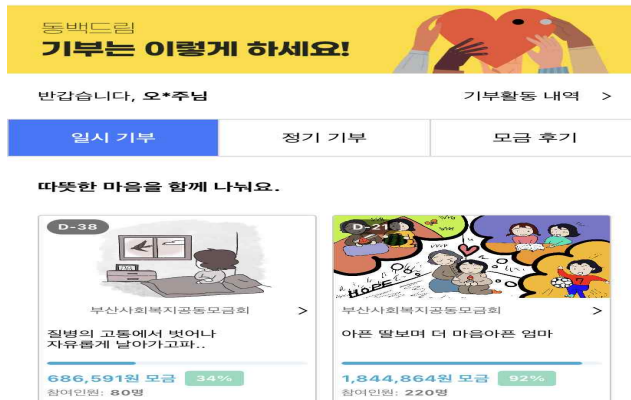 동백드림
기부는 이렇게 하세요!
반갑습니다, 오*주님
기부활동 내역 >
일시 기부
정기 기부
모금 후기
따뜻한 마음을 함께 나눠요.
D-38
부산사회복지공동모금회 >
질병의 고통에서 벗어나
자유롭게 날아가고파..
686,591원 모금 34%
참여인원: 80명
D-21
HOPE!
부산사회복지공동모금회 >
아픈 딸보며 더 마음아픈 엄마
1,844,864원 모금 92%
참여인원: 220명